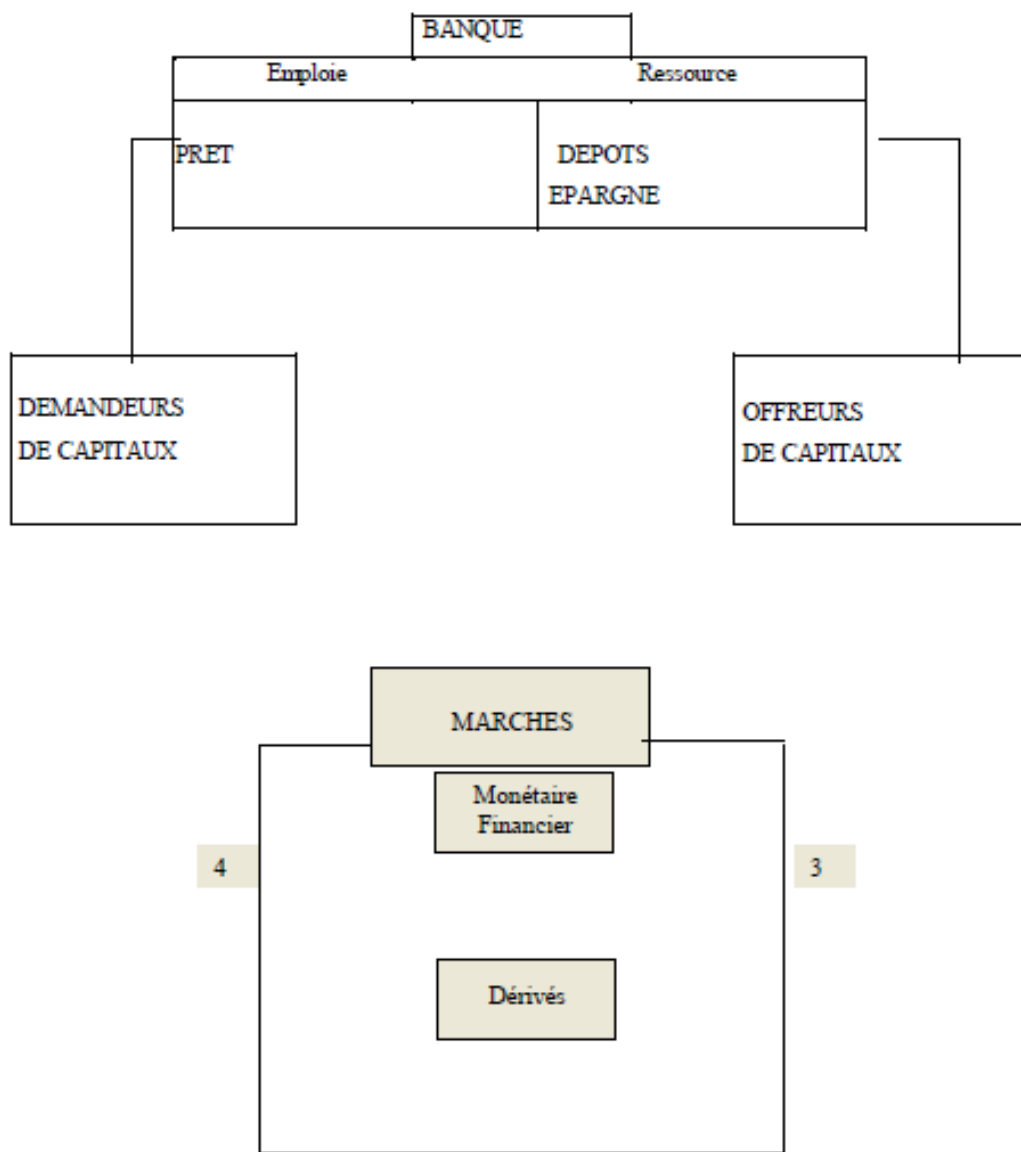 BANQUE
Emploie Ressource
PRET DEPOTS
EPARGNE
DEMANDEURS
DE CAPITAUX
OFFREURS
DE CAPITAUX
MARCHES
Monétaire
Financier
4 3
Dérivés